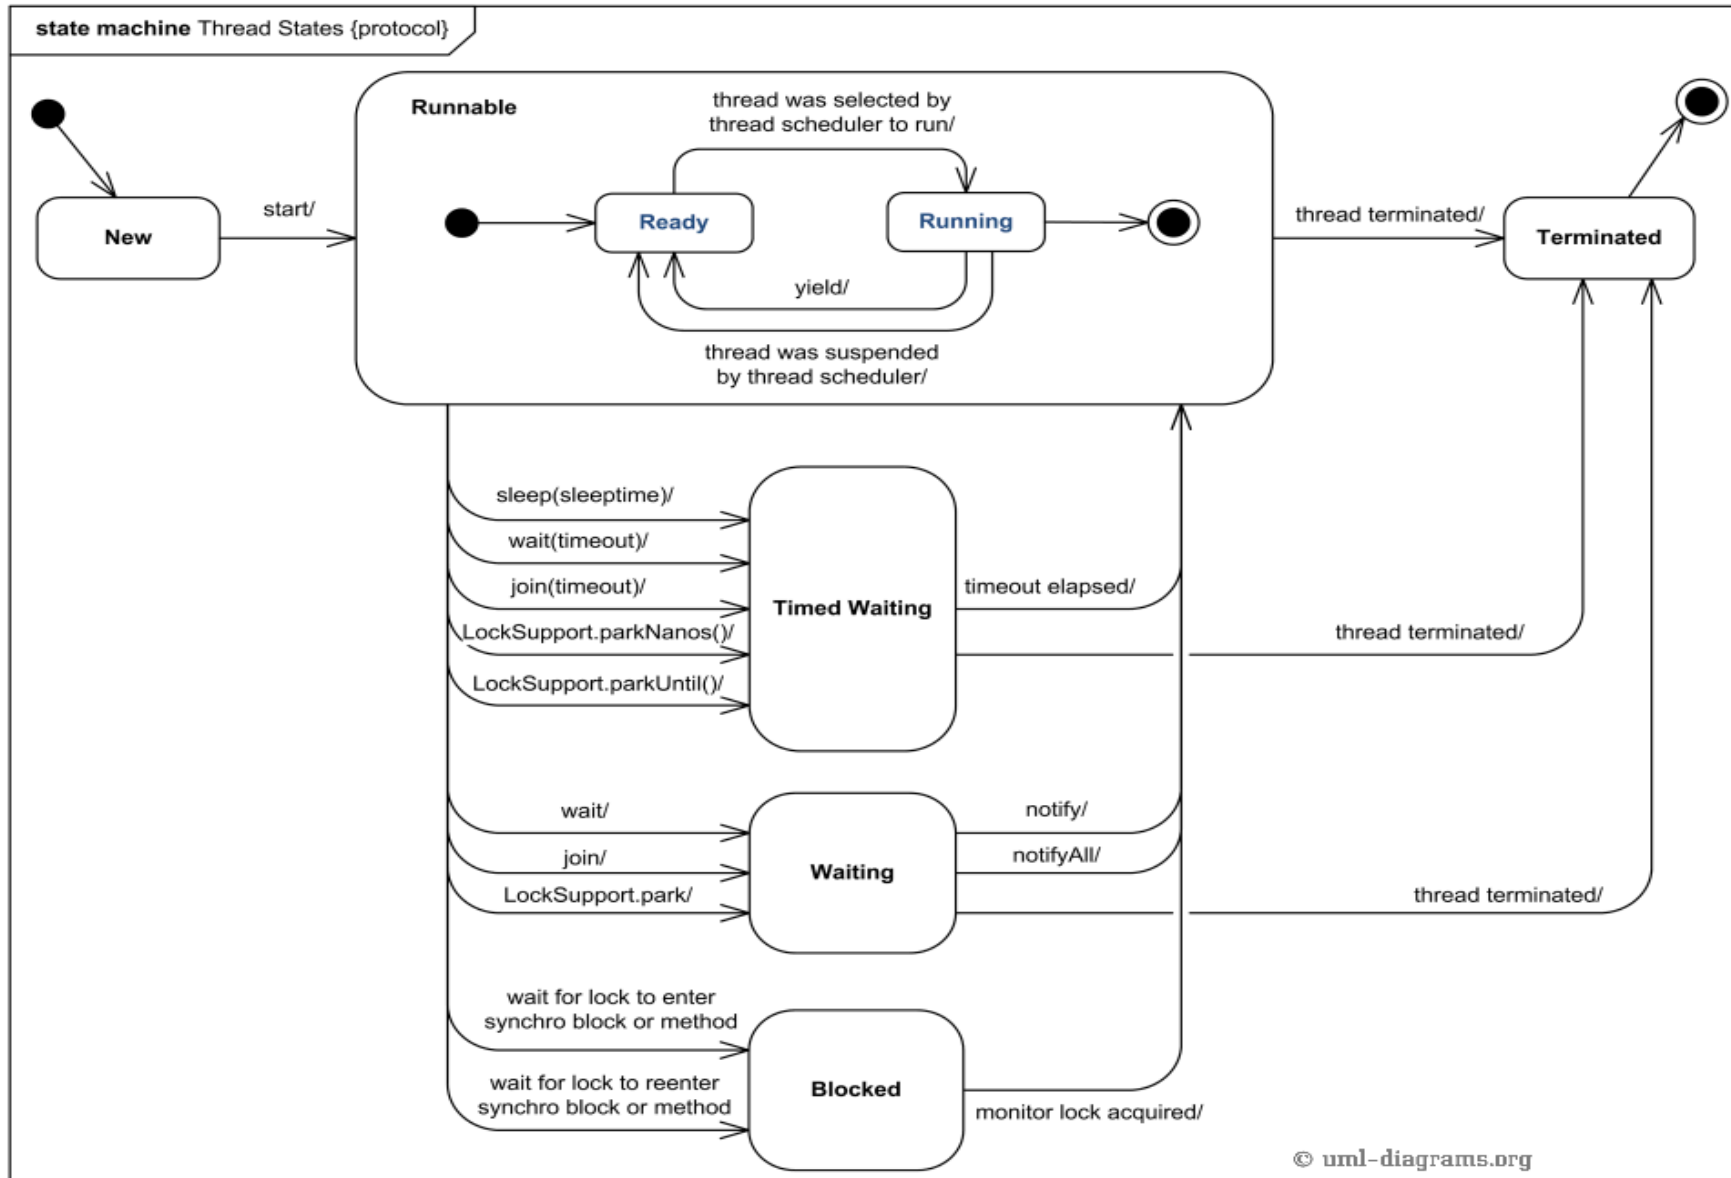 state machine Thread States {protocol}
Runnable
thread was selected by
thread scheduler to run/
New
start/
Ready
Running
yield/
thread was suspended
by thread scheduler/
thread terminated/
Terminated
sleep(sleeptime)/
wait(timeout)/
join(timeout)/
LockSupport.parkNanos()/
LockSupport.parkUntil()/
Timed Waiting
timeout elapsed/
thread terminated/
wait/
join/
LockSupport.park/
Waiting
notify/
notifyAll/
thread terminated/
wait for lock to enter
synchro block or method
wait for lock to reenter
synchro block or method
Blocked
monitor lock acquired/
© uml-diagrams.org